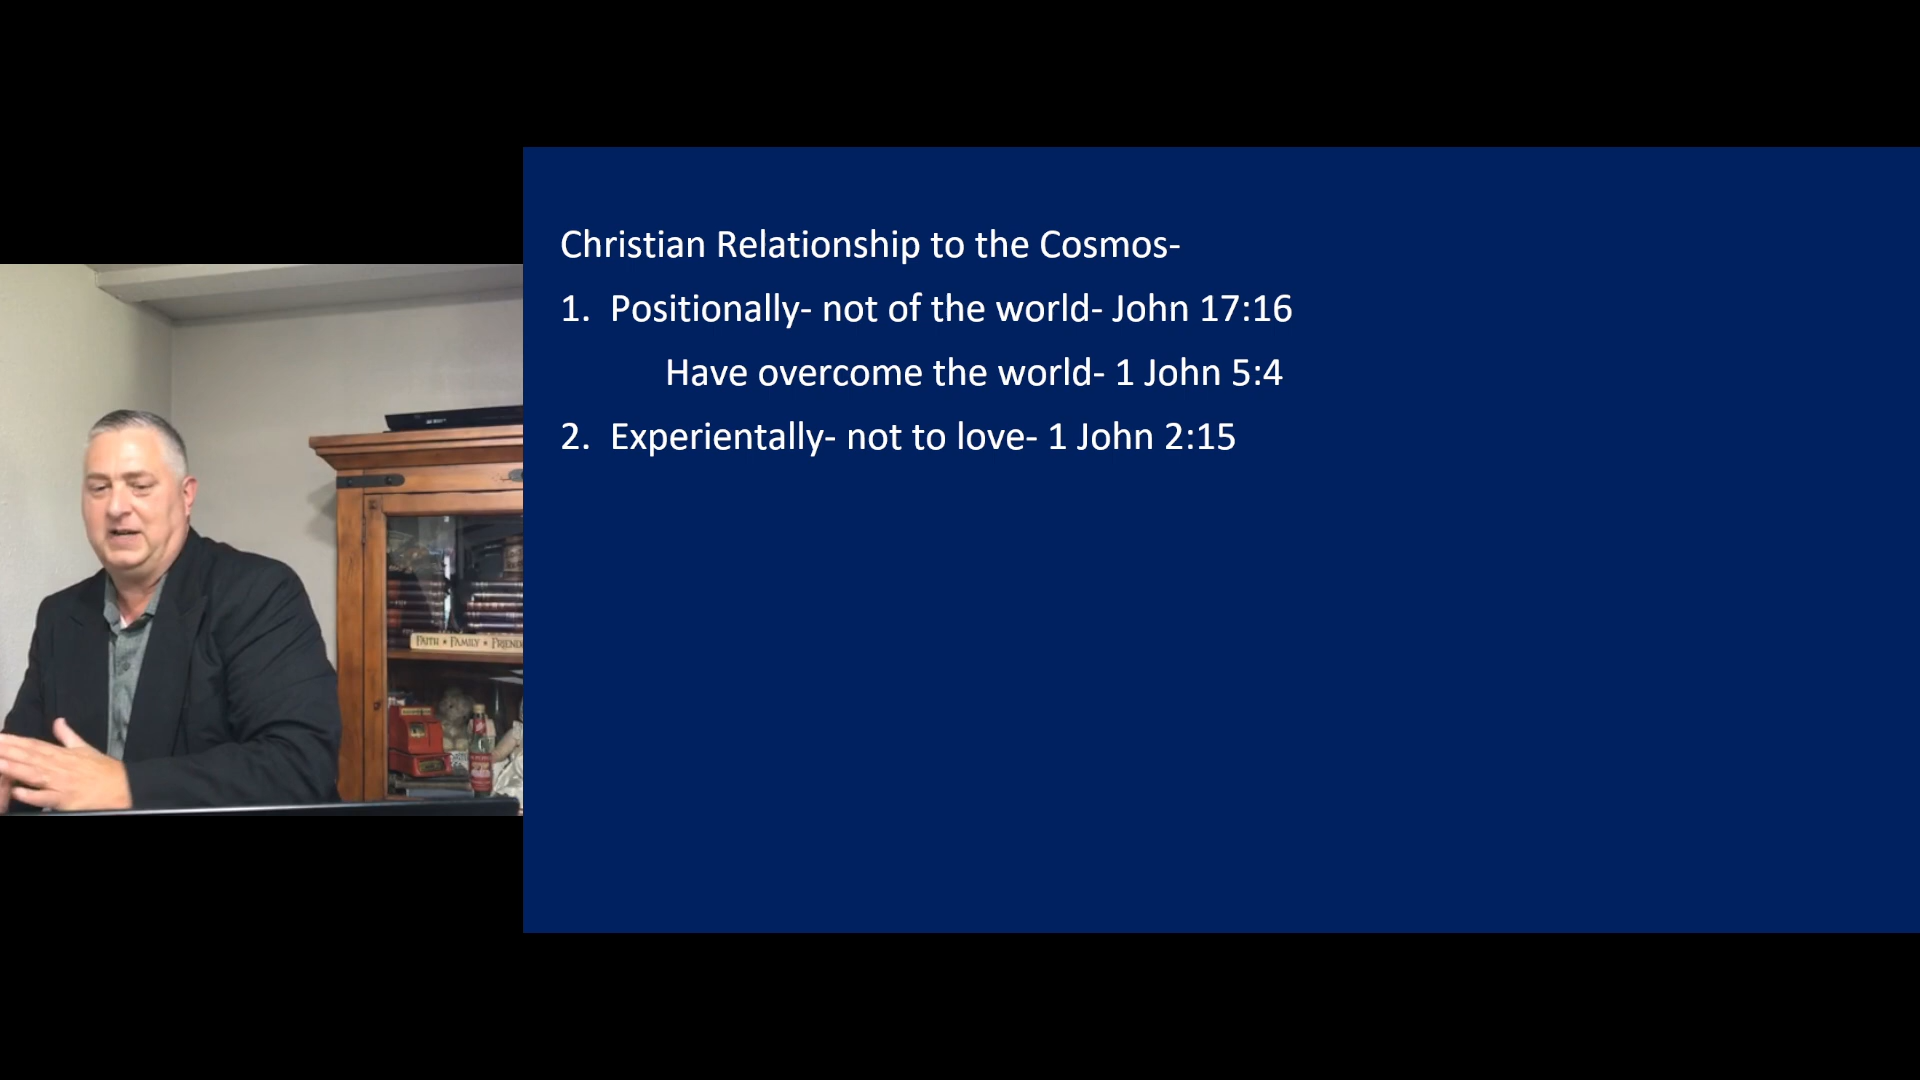 Christian Relationship to the Cosmos-
1. Positionally- not of the world- John 17:16
Have overcome the world- 1 John 5:4
2. Experientally- not to love- 1 John 2:15
FAITH * FAMILY * FRIEND